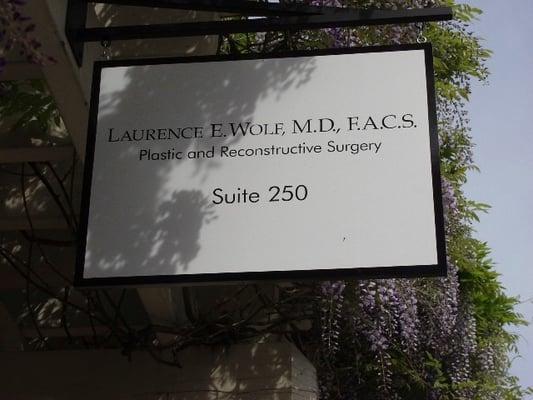 Laurence E. Wolf, M.D., F.A.C.S.
Plastic and Reconstructive Surgery
Suite 250